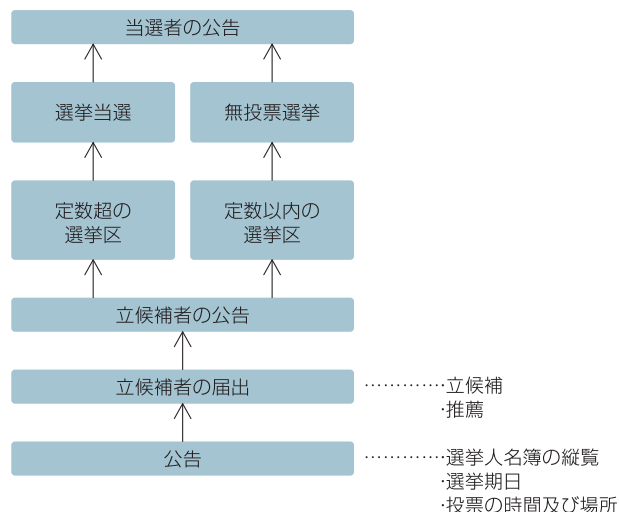 当選者の公告
選挙当選
無投票選挙
定数超の
選挙区
定数以内の
選挙区
立候補者の公告
立候補者の届出
…………立候補
・推薦
公告
…………選挙人名簿の縦覧
・選挙期日
・投票の時間及び場所